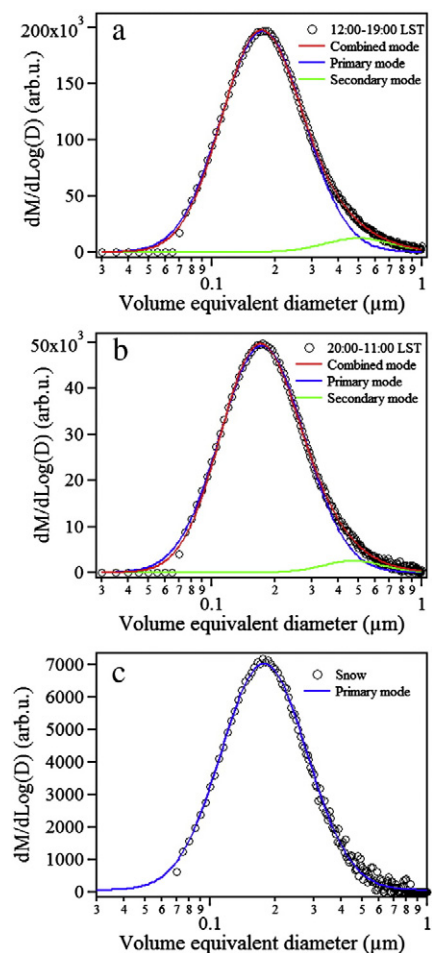 a
200x10³
150
100
50
0
dM/dLog(D) (arb.u.)
12:00-19:00 LST
Combined mode
Primary mode
Secondary mode
3 4 5 6 7 8 9 0.1 2 3 4 5 6 7 8 9 1
Volume equivalent diameter (µm)
b
50x10³
40
30
20
10
0
dM/dLog(D) (arb.u.)
20:00-11:00 LST
Combined mode
Primary mode
Secondary mode
3 4 5 6 7 8 9 0.1 2 3 4 5 6 7 8 9 1
Volume equivalent diameter (µm)
c
7000
6000
5000
4000
3000
2000
1000
0
dM/dLog(D) (arb.u.)
Snow
Primary mode
3 4 5 6 7 8 9 0.1 2 3 4 5 6 7 8 9 1
Volume equivalent diameter (µm)